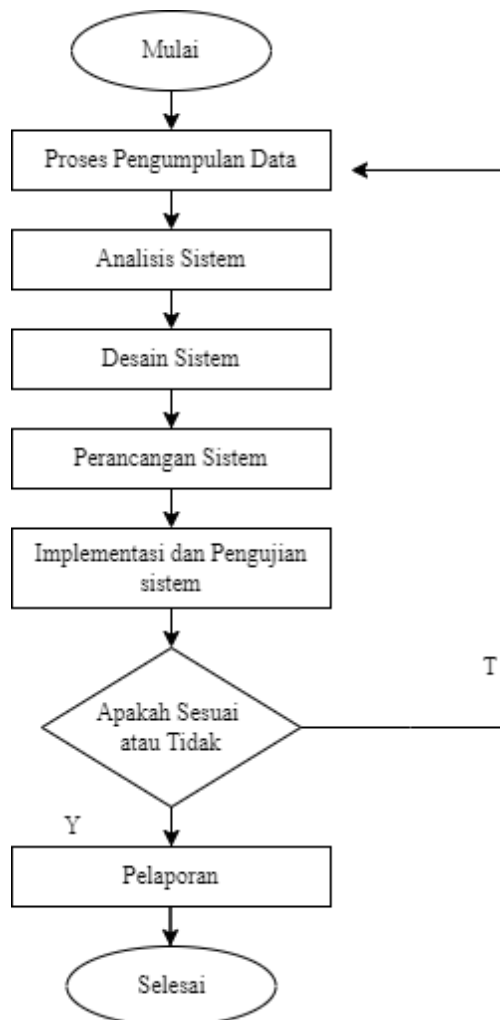 Mulai
Proses Pengumpulan Data
Analisis Sistem
Desain Sistem
Perancangan Sistem
Implementasi dan Pengujian
sistem
T
Apakah Sesuai
atau Tidak
Y
Pelaporan
Selesai